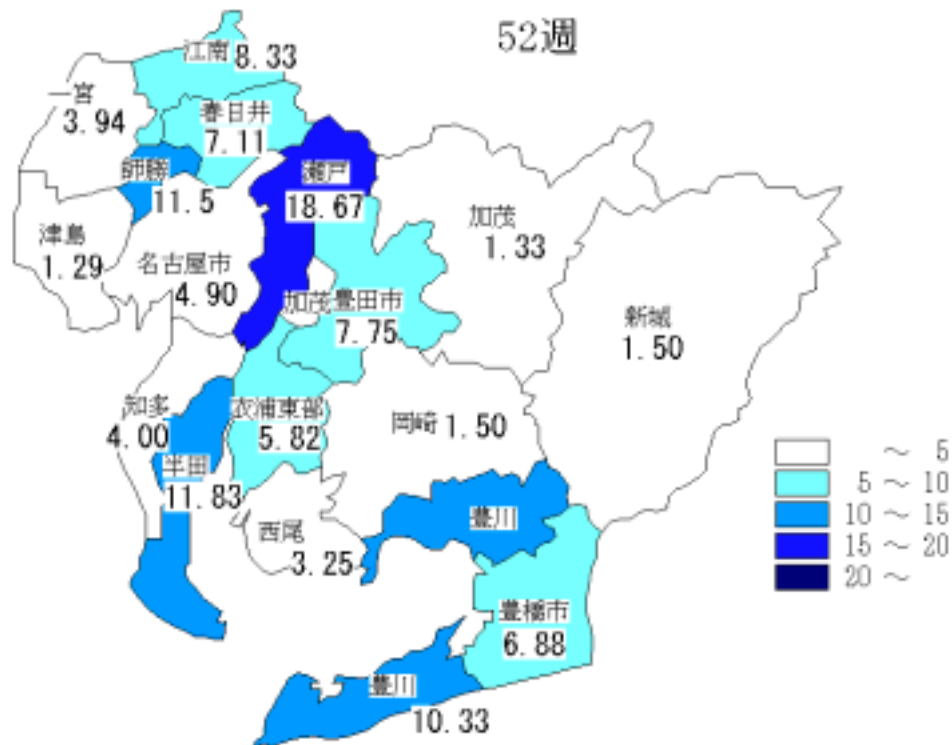 52週
江南 8.33
一宮
3.94
春日井
7.11
師勝
11.5
瀬戸
18.67
加茂
1.33
津島
1.29
名古屋市
4.90
加茂
豊田市
7.75
新城
1.50
知多
4.00
衣浦東部
5.82
岡崎 1.50
半田
11.83
西尾
3.25
豊川
豊橋市
6.88
豊川
10.33
～ 5
5 ～ 10
10 ～ 15
15 ～ 20
20 ～